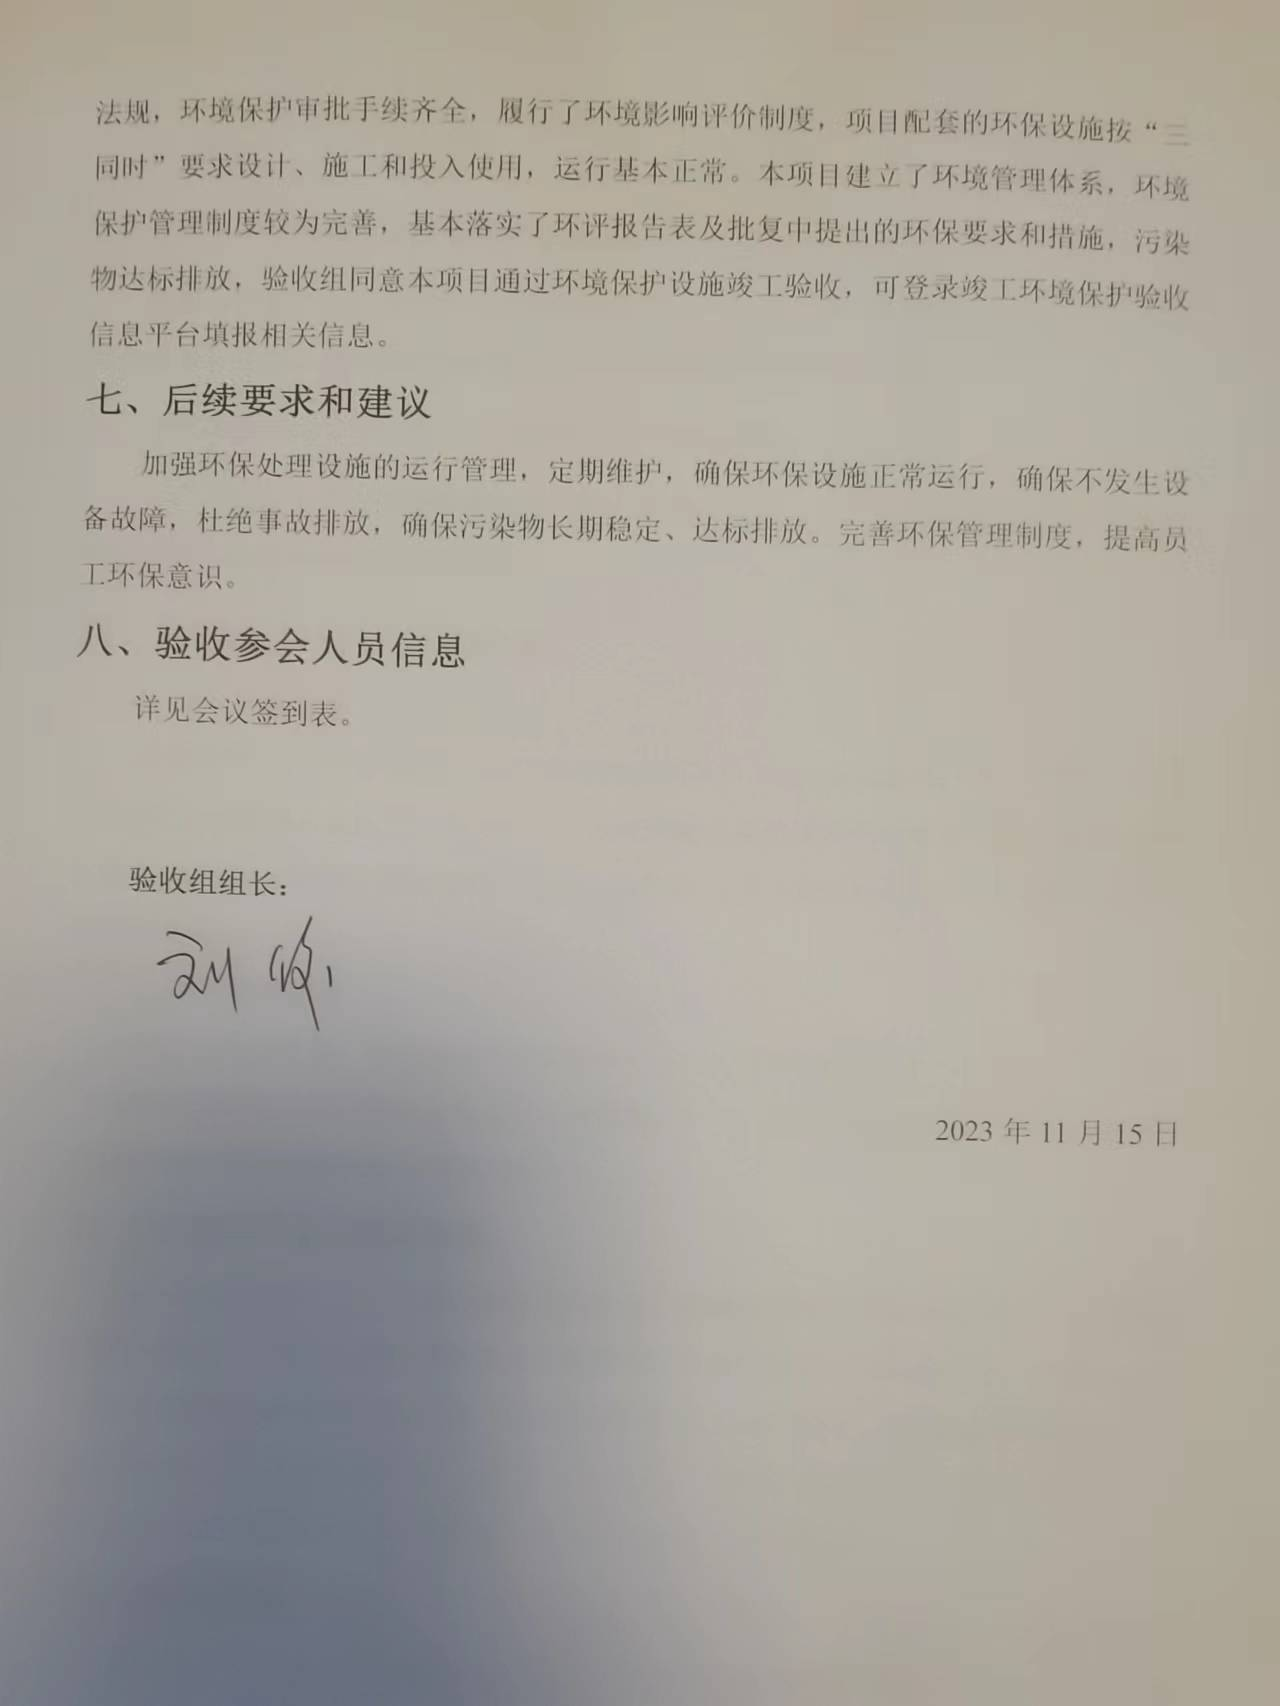 法规，环境保护审批手续齐全，履行了环境影响评价制度，项目配套的环保设施按“三
同时”要求设计、施工和投入使用，运行基本正常。本项目建立了环境管理体系，环境
保护管理制度较为完善，基本落实了环评报告表及批复中提出的环保要求和措施，污染
物达标排放，验收组同意本项目通过环境保护设施竣工验收，可登录竣工环境保护验收
信息平台填报相关信息。
七、后续要求和建议
加强环保处理设施的运行管理，定期维护，确保环保设施正常运行，确保不发生设
备故障，杜绝事故排放，确保污染物长期稳定、达标排放。完善环保管理制度，提高员
工环保意识。
八、验收参会人员信息
详见会议签到表。
验收组组长：
刘
2023 年 11 月 15 日